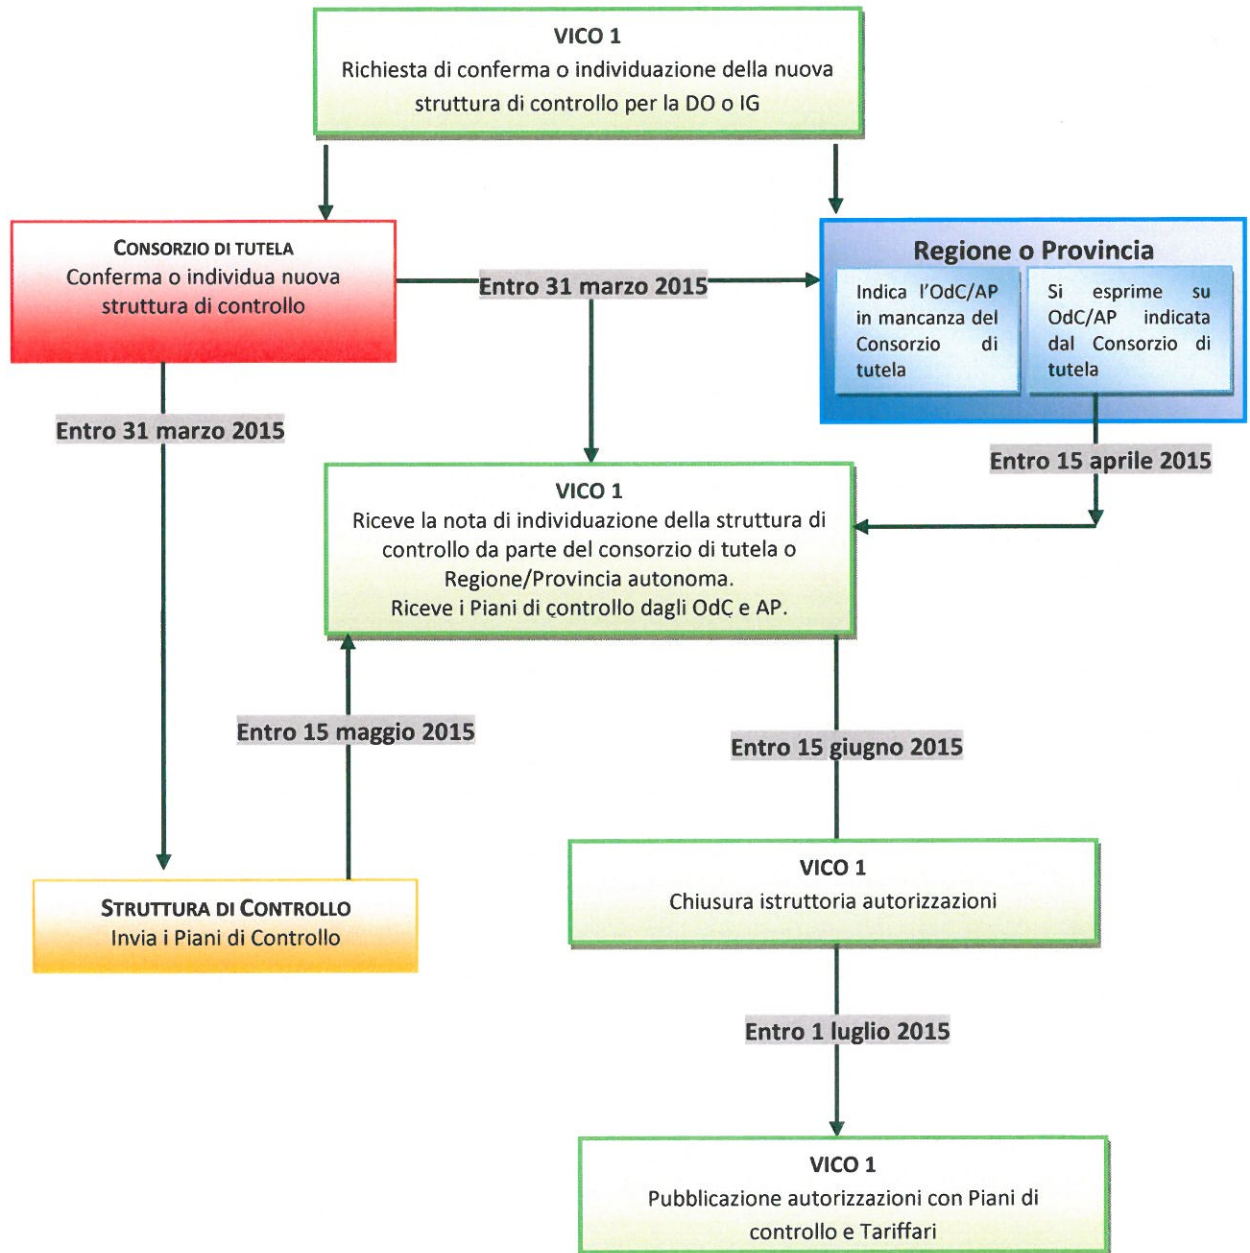 VICO 1
Richiesta di conferma o individuazione della nuova
struttura di controllo per la DO o IG
CONSORZIO DI TUTELA
Conferma o individua nuova
struttura di controllo
Entro 31 marzo 2015
Regione o Provincia
Indica l'OdC/AP
in mancanza del
Consorzio di
tutela
Si esprime su
OdC/AP indicata
dal Consorzio di
tutela
Entro 31 marzo 2015
Entro 15 aprile 2015
VICO 1
Riceve la nota di individuazione della struttura di
controllo da parte del consorzio di tutela o
Regione/Provincia autonoma.
Riceve i Piani di controllo dagli OdC e AP.
Entro 15 maggio 2015
Entro 15 giugno 2015
STRUTTURA DI CONTROLLO
Invia i Piani di Controllo
VICO 1
Chiusura istruttoria autorizzazioni
Entro 1 luglio 2015
VICO 1
Pubblicazione autorizzazioni con Piani di
controllo e Tariffari